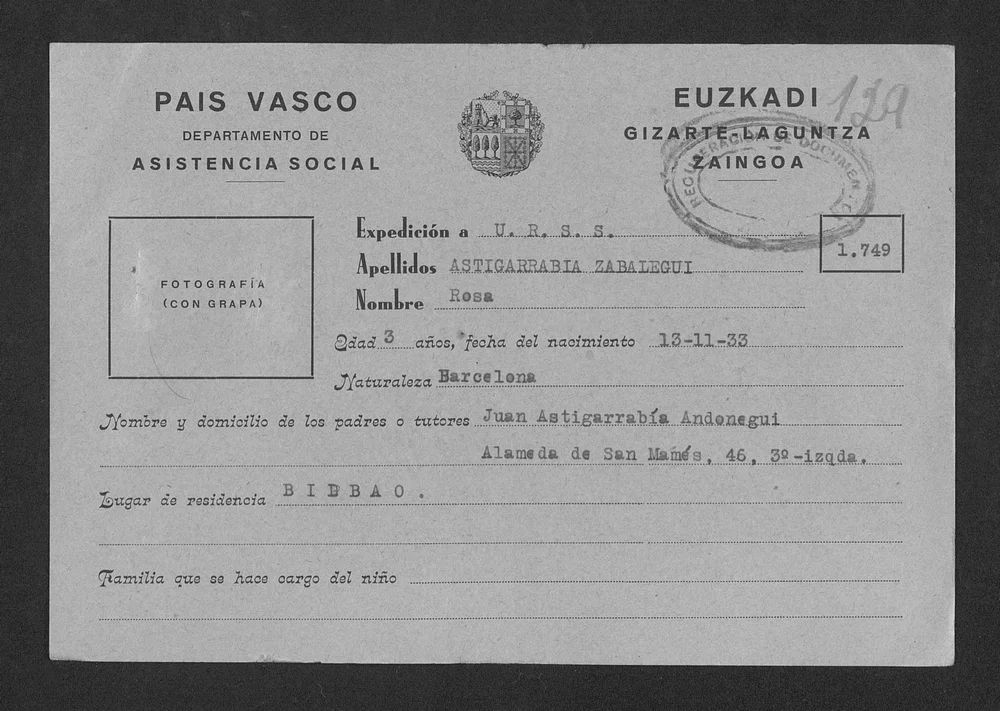 PAIS VASCO
DEPARTAMENTO DE
ASISTENCIA SOCIAL
EUZKADI
GIZARTE-LAGUNTZA
ZAINGOA
129
FOTOGRAFÍA
(CON GRAPA)
Expedición a U. R. S. S.
1.749
Apellidos ASTIGARRABIA ZABALEGUI
Nombre Rosa
Edad 3 años, fecha del nacimiento 13-11-33
Naturaleza Barcelona
Nombre y domicilio de los padres o tutores Juan Astigarrabía Andonegui
Alameda de San Mamés, 46, 3º-izqda.
Lugar de residencia BILBAO.
Familia que se hace cargo del niño